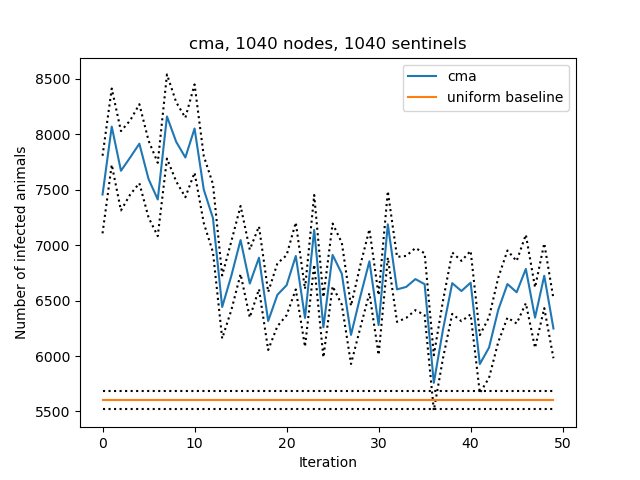 cma, 1040 nodes, 1040 sentinels
cma
uniform baseline
Number of infected animals
8500
8000
7500
7000
6500
6000
5500
0 10 20 30 40 50
Iteration